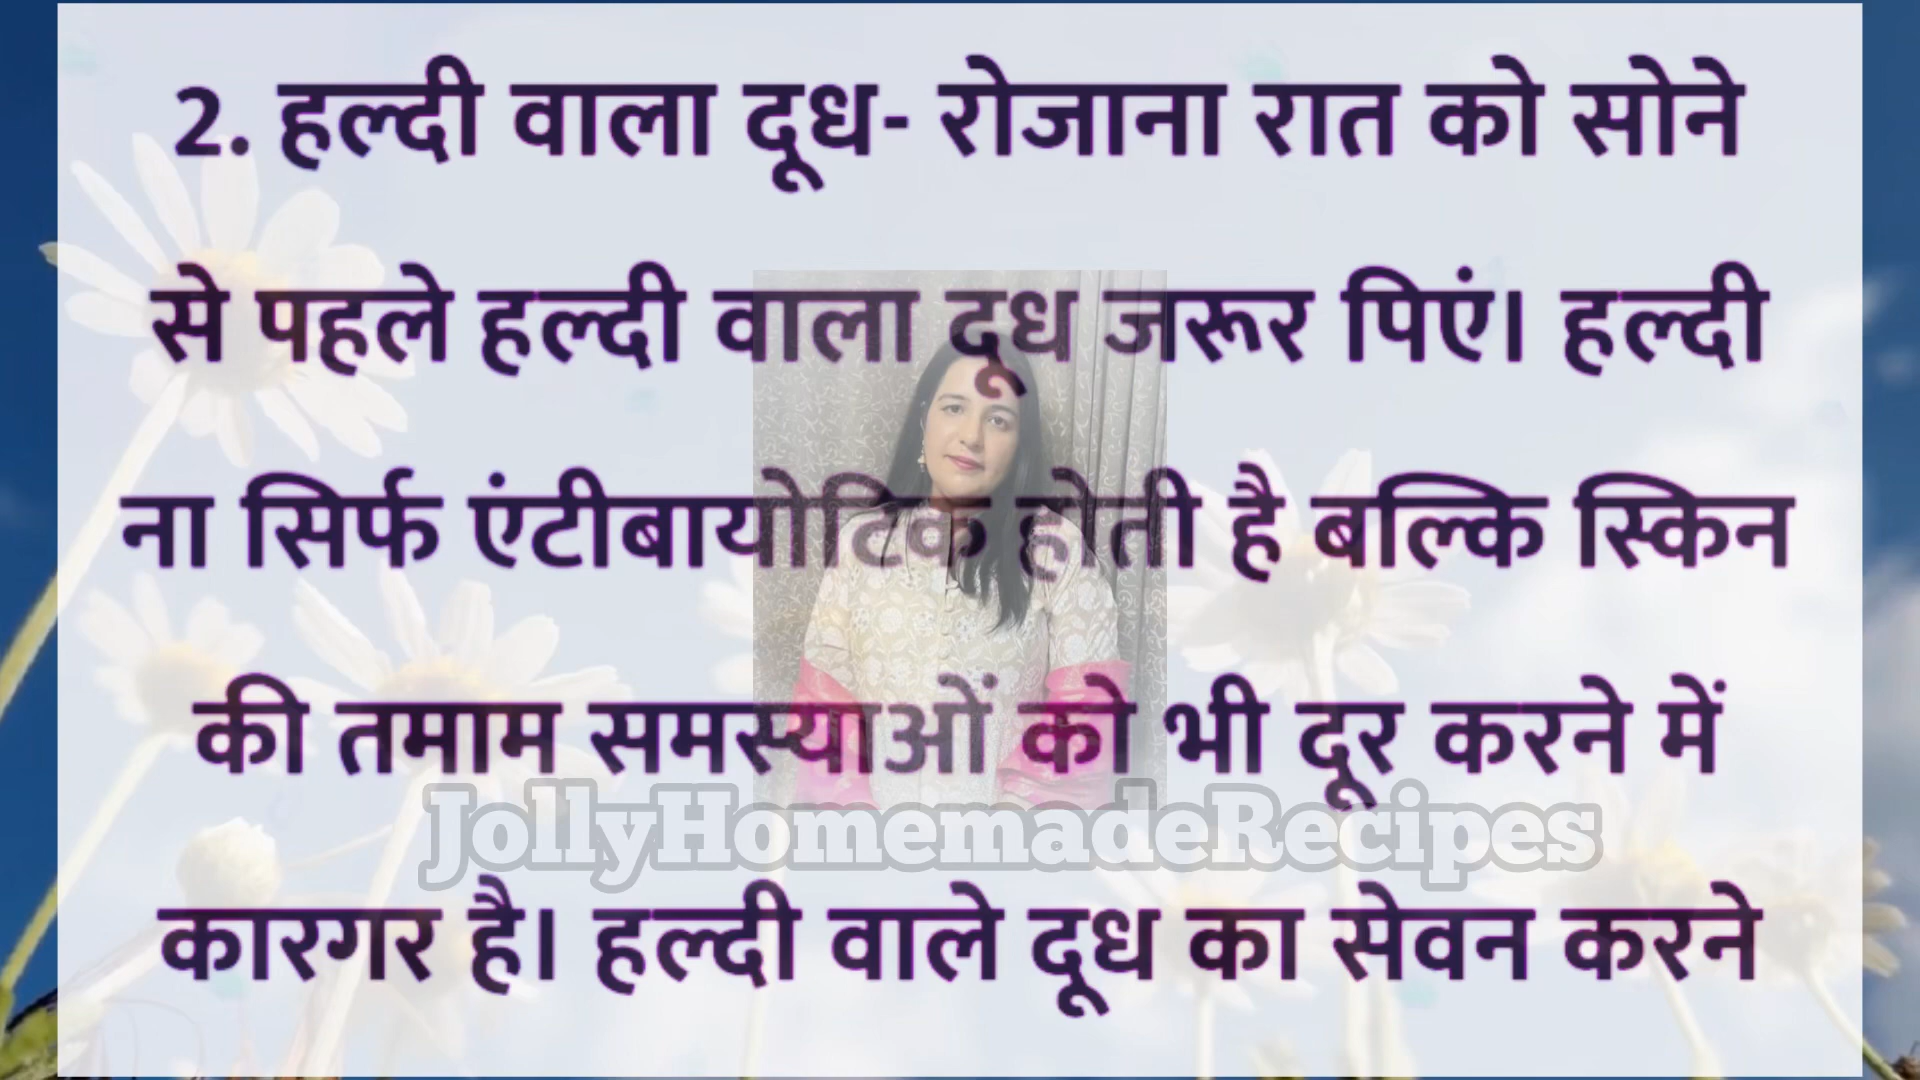 2. हल्दी वाला दूध- रोजाना रात को सोने
से पहले हल्दी वाला दूध जरूर पिएं। हल्दी
ना सिर्फ एंटीबायोटिक होती है बल्कि स्किन
की तमाम समस्याओं को भी दूर करने में
JollyHomemadeRecipes
कारगर है। हल्दी वाले दूध का सेवन करने